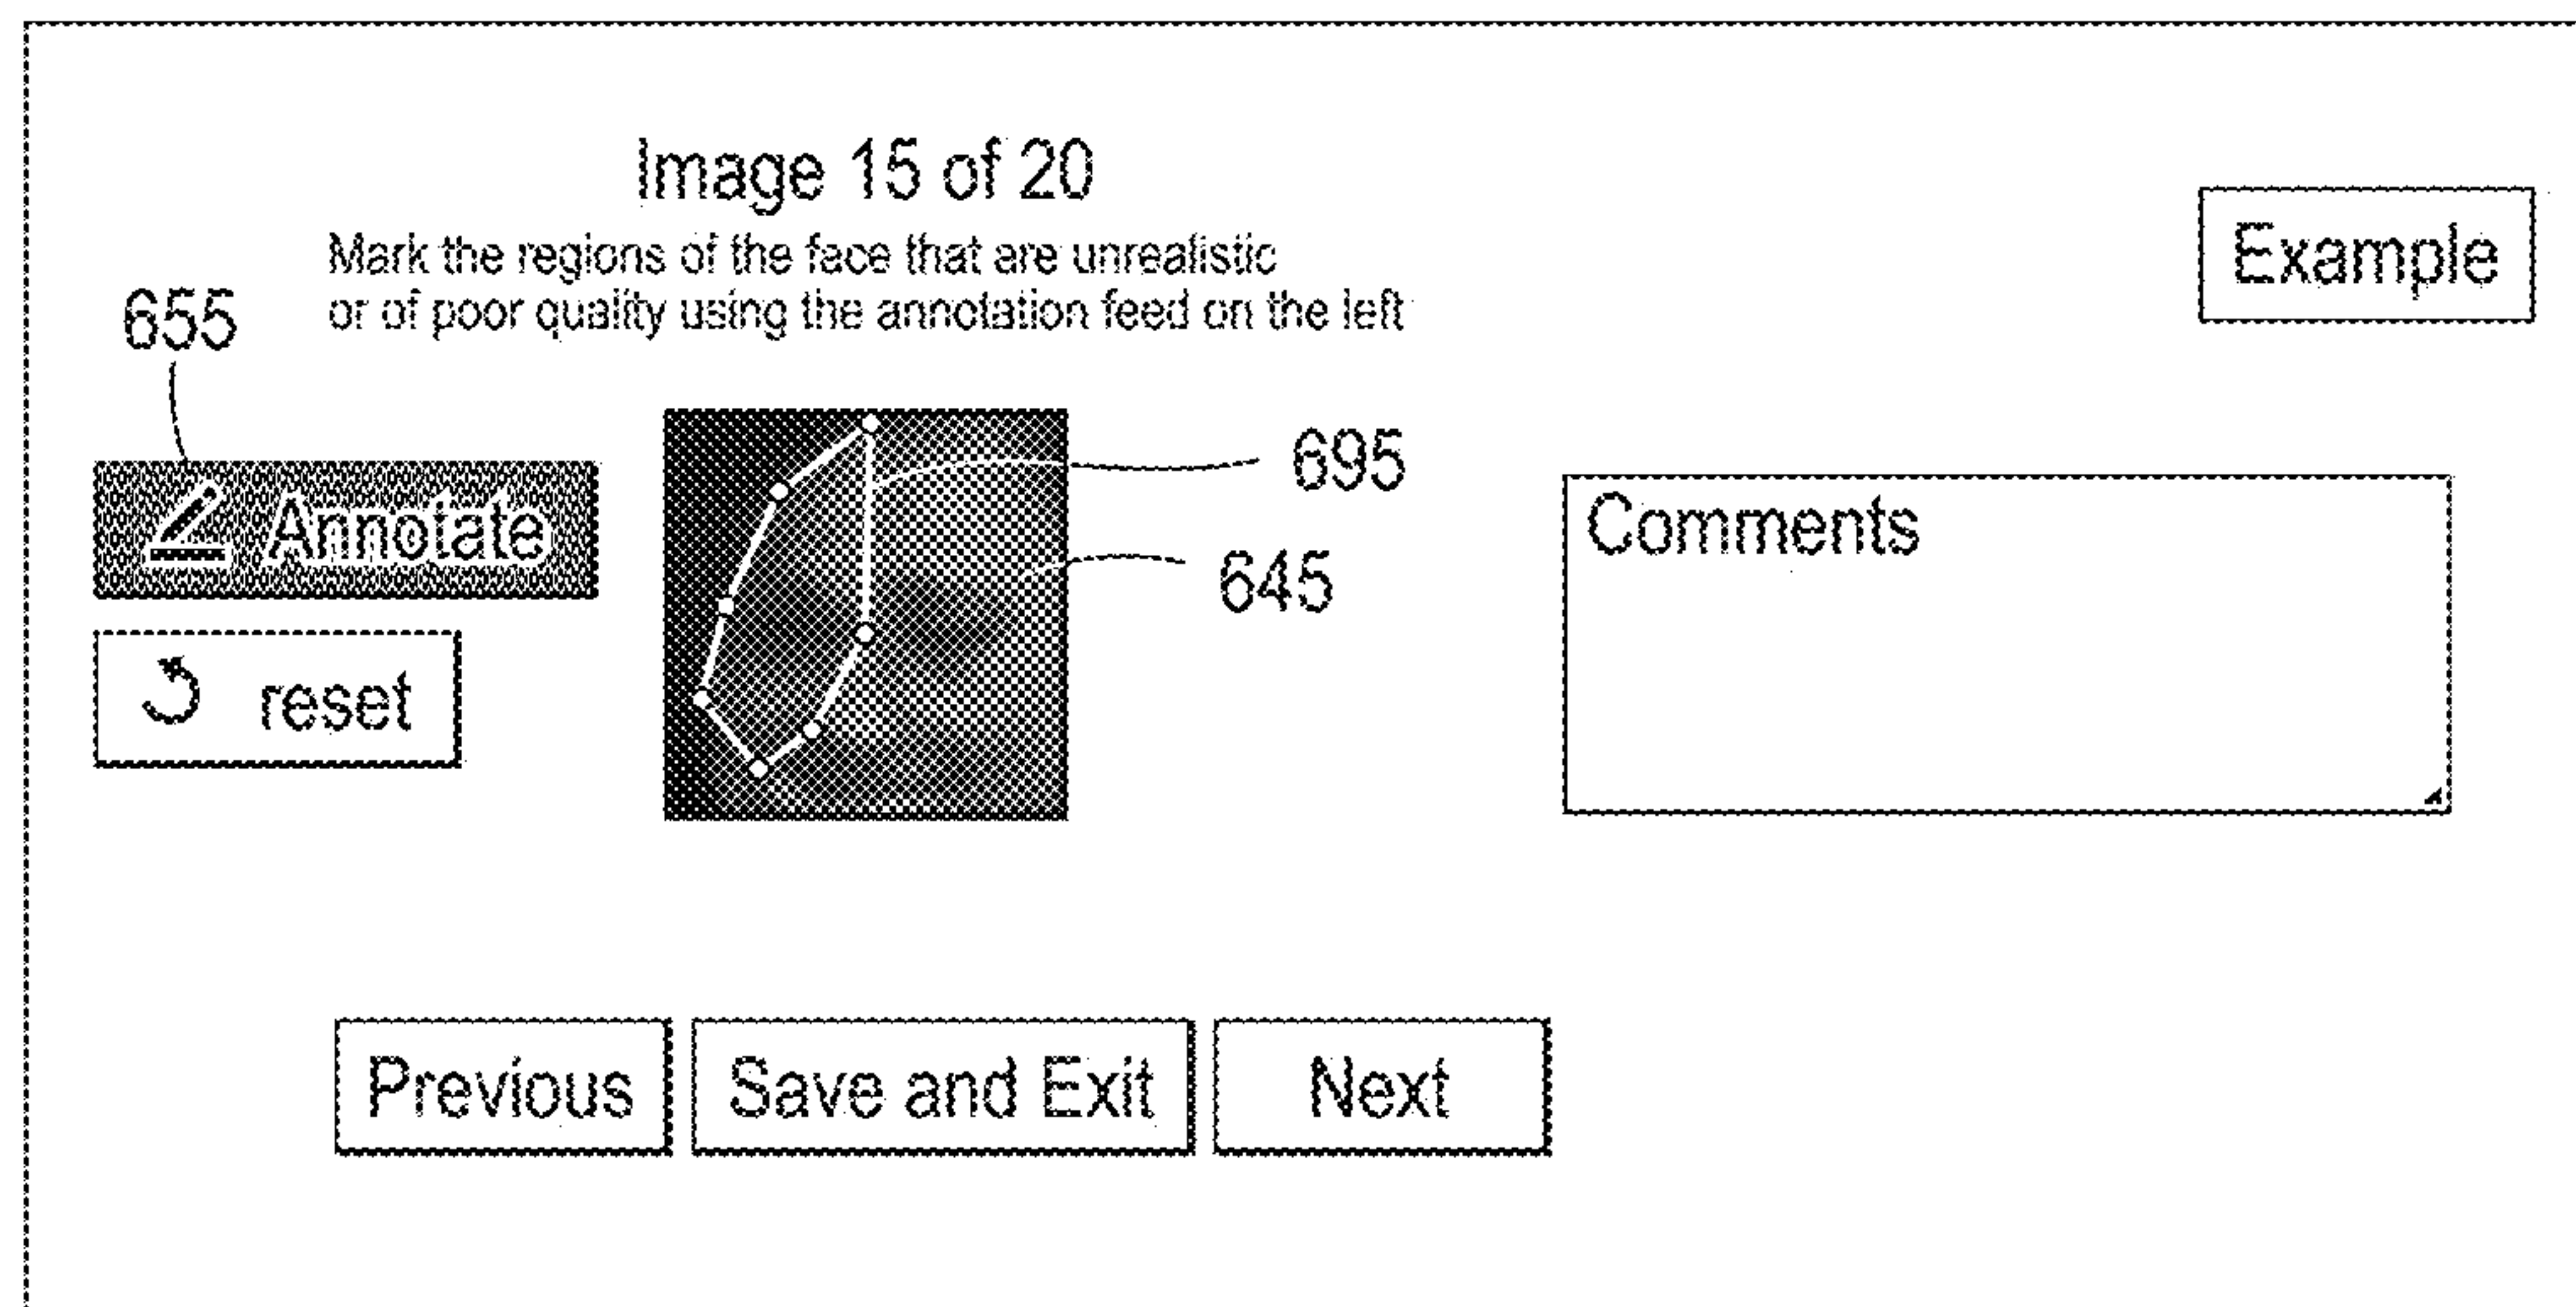 Image 15 of 20
Mark the regions of the face that are unrealistic
or of poor quality using the annotation feed on the left
Example
655
Annotate
reset
695
645
Comments
Previous
Save and Exit
Next